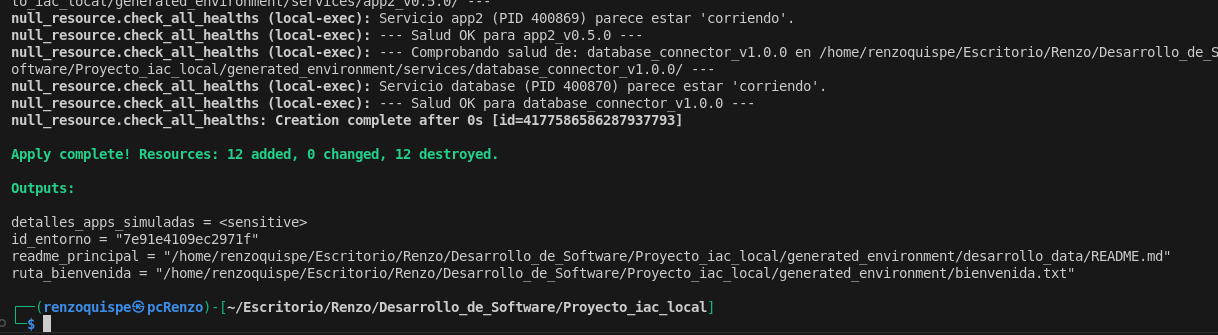 lo_iac_local/generated_environment/services/app2_v0.5.0/ ---
null_resource.check_all_healths (local-exec): Servicio app2 (PID 400869) parece estar 'corriendo'.
null_resource.check_all_healths (local-exec): --- Salud OK para app2_v0.5.0 ---
null_resource.check_all_healths (local-exec): --- Comprobando salud de: database_connector_v1.0.0 en /home/renzoquispe/Escritorio/Renzo/Desarrollo_de_S
oftware/Proyecto_iac_local/generated_environment/services/database_connector_v1.0.0/ ---
null_resource.check_all_healths (local-exec): Servicio database (PID 400870) parece estar 'corriendo'.
null_resource.check_all_healths (local-exec): --- Salud OK para database_connector_v1.0.0 ---
null_resource.check_all_healths: Creation complete after 0s [id=4177586586287937793]
Apply complete! Resources: 12 added, 0 changed, 12 destroyed.
Outputs:
detalles_apps_simuladas = <sensitive>
id_entorno = "7e91e4109ec2971f"
readme_principal = "/home/renzoquispe/Escritorio/Renzo/Desarrollo_de_Software/Proyecto_iac_local/generated_environment/desarrollo_data/README.md"
ruta_bienvenida = "/home/renzoquispe/Escritorio/Renzo/Desarrollo_de_Software/Proyecto_iac_local/generated_environment/bienvenida.txt"
┌──(renzoquispe㉿pcRenzo)-[~/Escritorio/Renzo/Desarrollo_de_Software/Proyecto_iac_local]
└─$